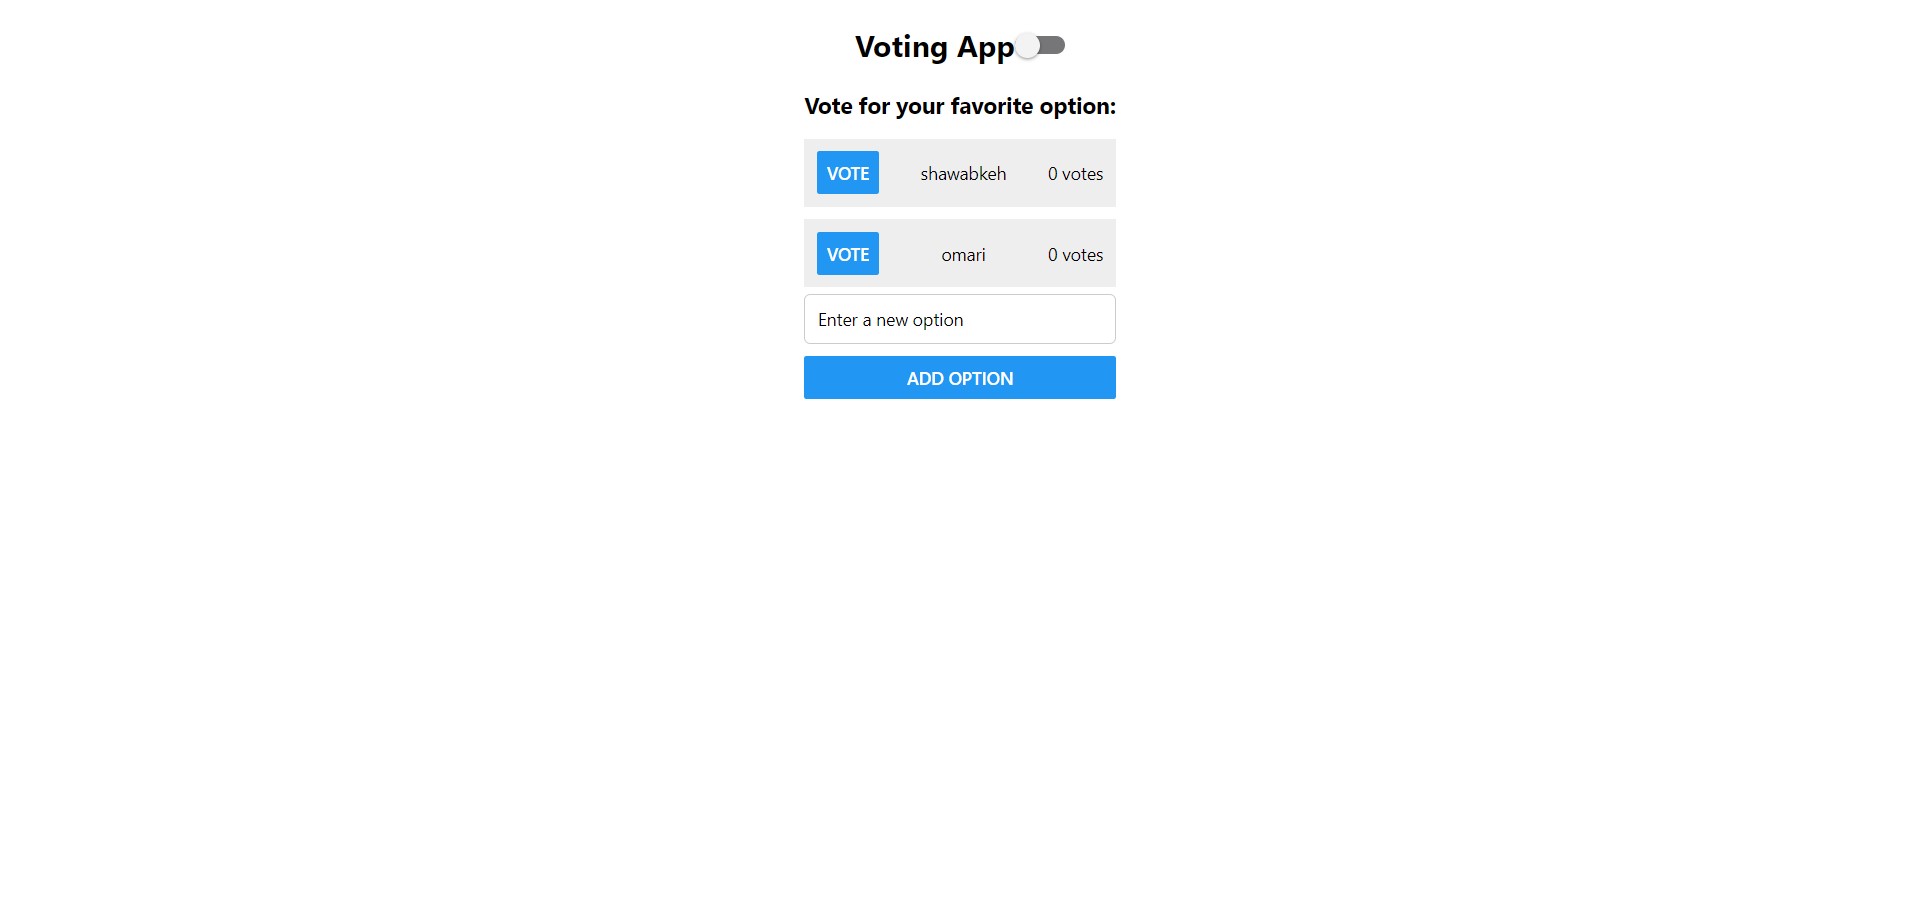 Voting App
Vote for your favorite option:
VOTE shawabkeh 0 votes
VOTE omari 0 votes
Enter a new option
ADD OPTION